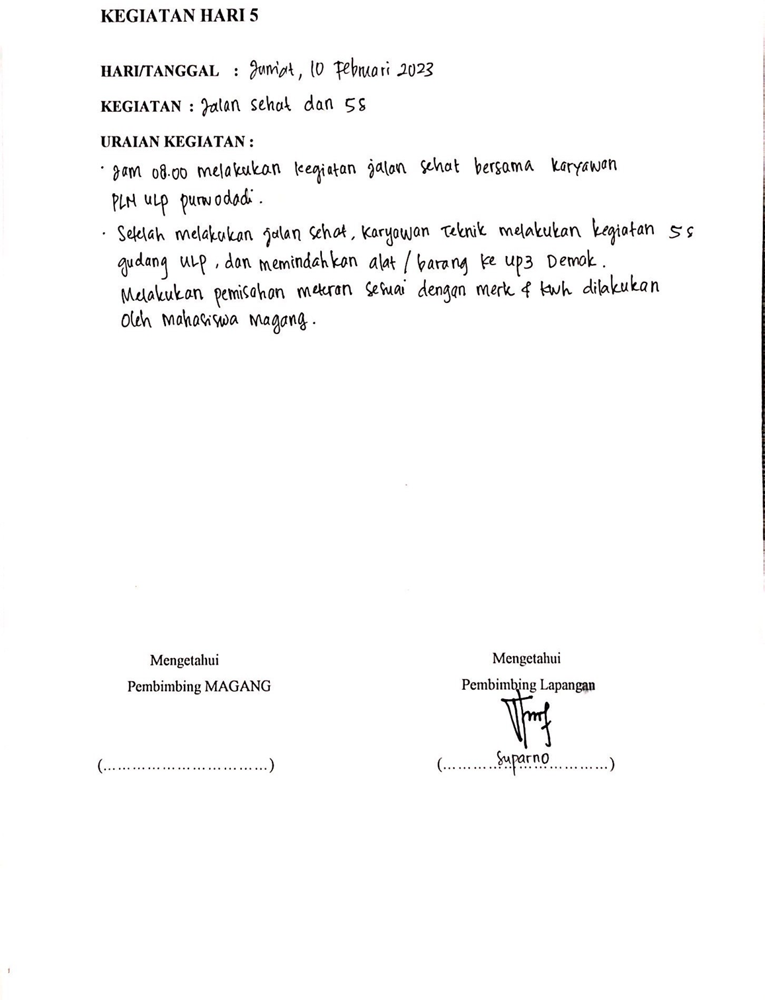 KEGIATAN HARI 5
HARI/TANGGAL : Jum'at, 10 Februari 2023
KEGIATAN : Jalan sehat dan 5S
URAIAN KEGIATAN :
· Jam 08.00 melakukan kegiatan jalan sehat bersama karyawan
PLN ULP purwodadi.
· Setelah melakukan jalan sehat, karyawan Teknik melakukan kegiatan 5S
gudang ULP, dan memindahkan alat / barang ke up3 Demak.
Melakukan pemisahan meteran sesuai dengan merk & kwh dilakukan
oleh Mahasiswa Magang.
Mengetahui
Pembimbing MAGANG
(..............................)
Mengetahui
Pembimbing Lapangan
(..........Suparno..........)